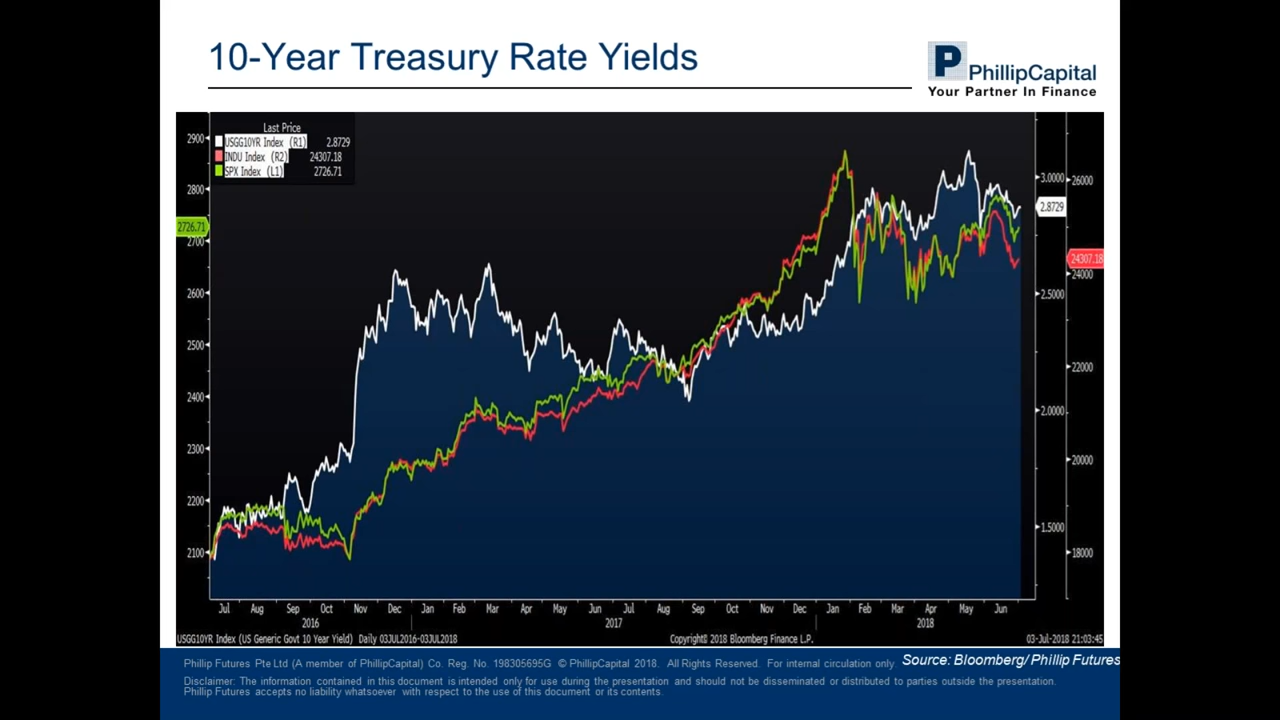 10-Year Treasury Rate Yields
P PhillipCapital
Your Partner In Finance
Last Price
USGG10YR Index (R1) 2.8729
INDU Index (R2) 24307.18
SPX Index (L1) 2726.71
2900
2800
2726.71
2700
2600
2500
2400
2300
2200
2100
3.0000
2.8729
2.5000
2.0000
1.5000
26000
24307.18
24000
22000
20000
18000
Jul Aug Sep Oct Nov Dec Jan Feb Mar Apr May Jun Jul Aug Sep Oct Nov Dec Jan Feb Mar Apr May Jun
2016 2017 2018
USGG10YR Index (US Generic Govt 10 Year Yield) Daily 03JUL2016-03JUL2018 Copyright© 2018 Bloomberg Finance L.P. 03-Jul-2018 21:03:45
Phillip Futures Pte Ltd (A member of PhillipCapital) Co. Reg. No. 198305695G © PhillipCapital 2018. All Rights Reserved. For internal circulation only. Source: Bloomberg/ Phillip Futures
Disclaimer: The information contained in this document is intended only for use during the presentation and should not be disseminated or distributed to parties outside the presentation.
Phillip Futures accepts no liability whatsoever with respect to the use of this document or its contents.